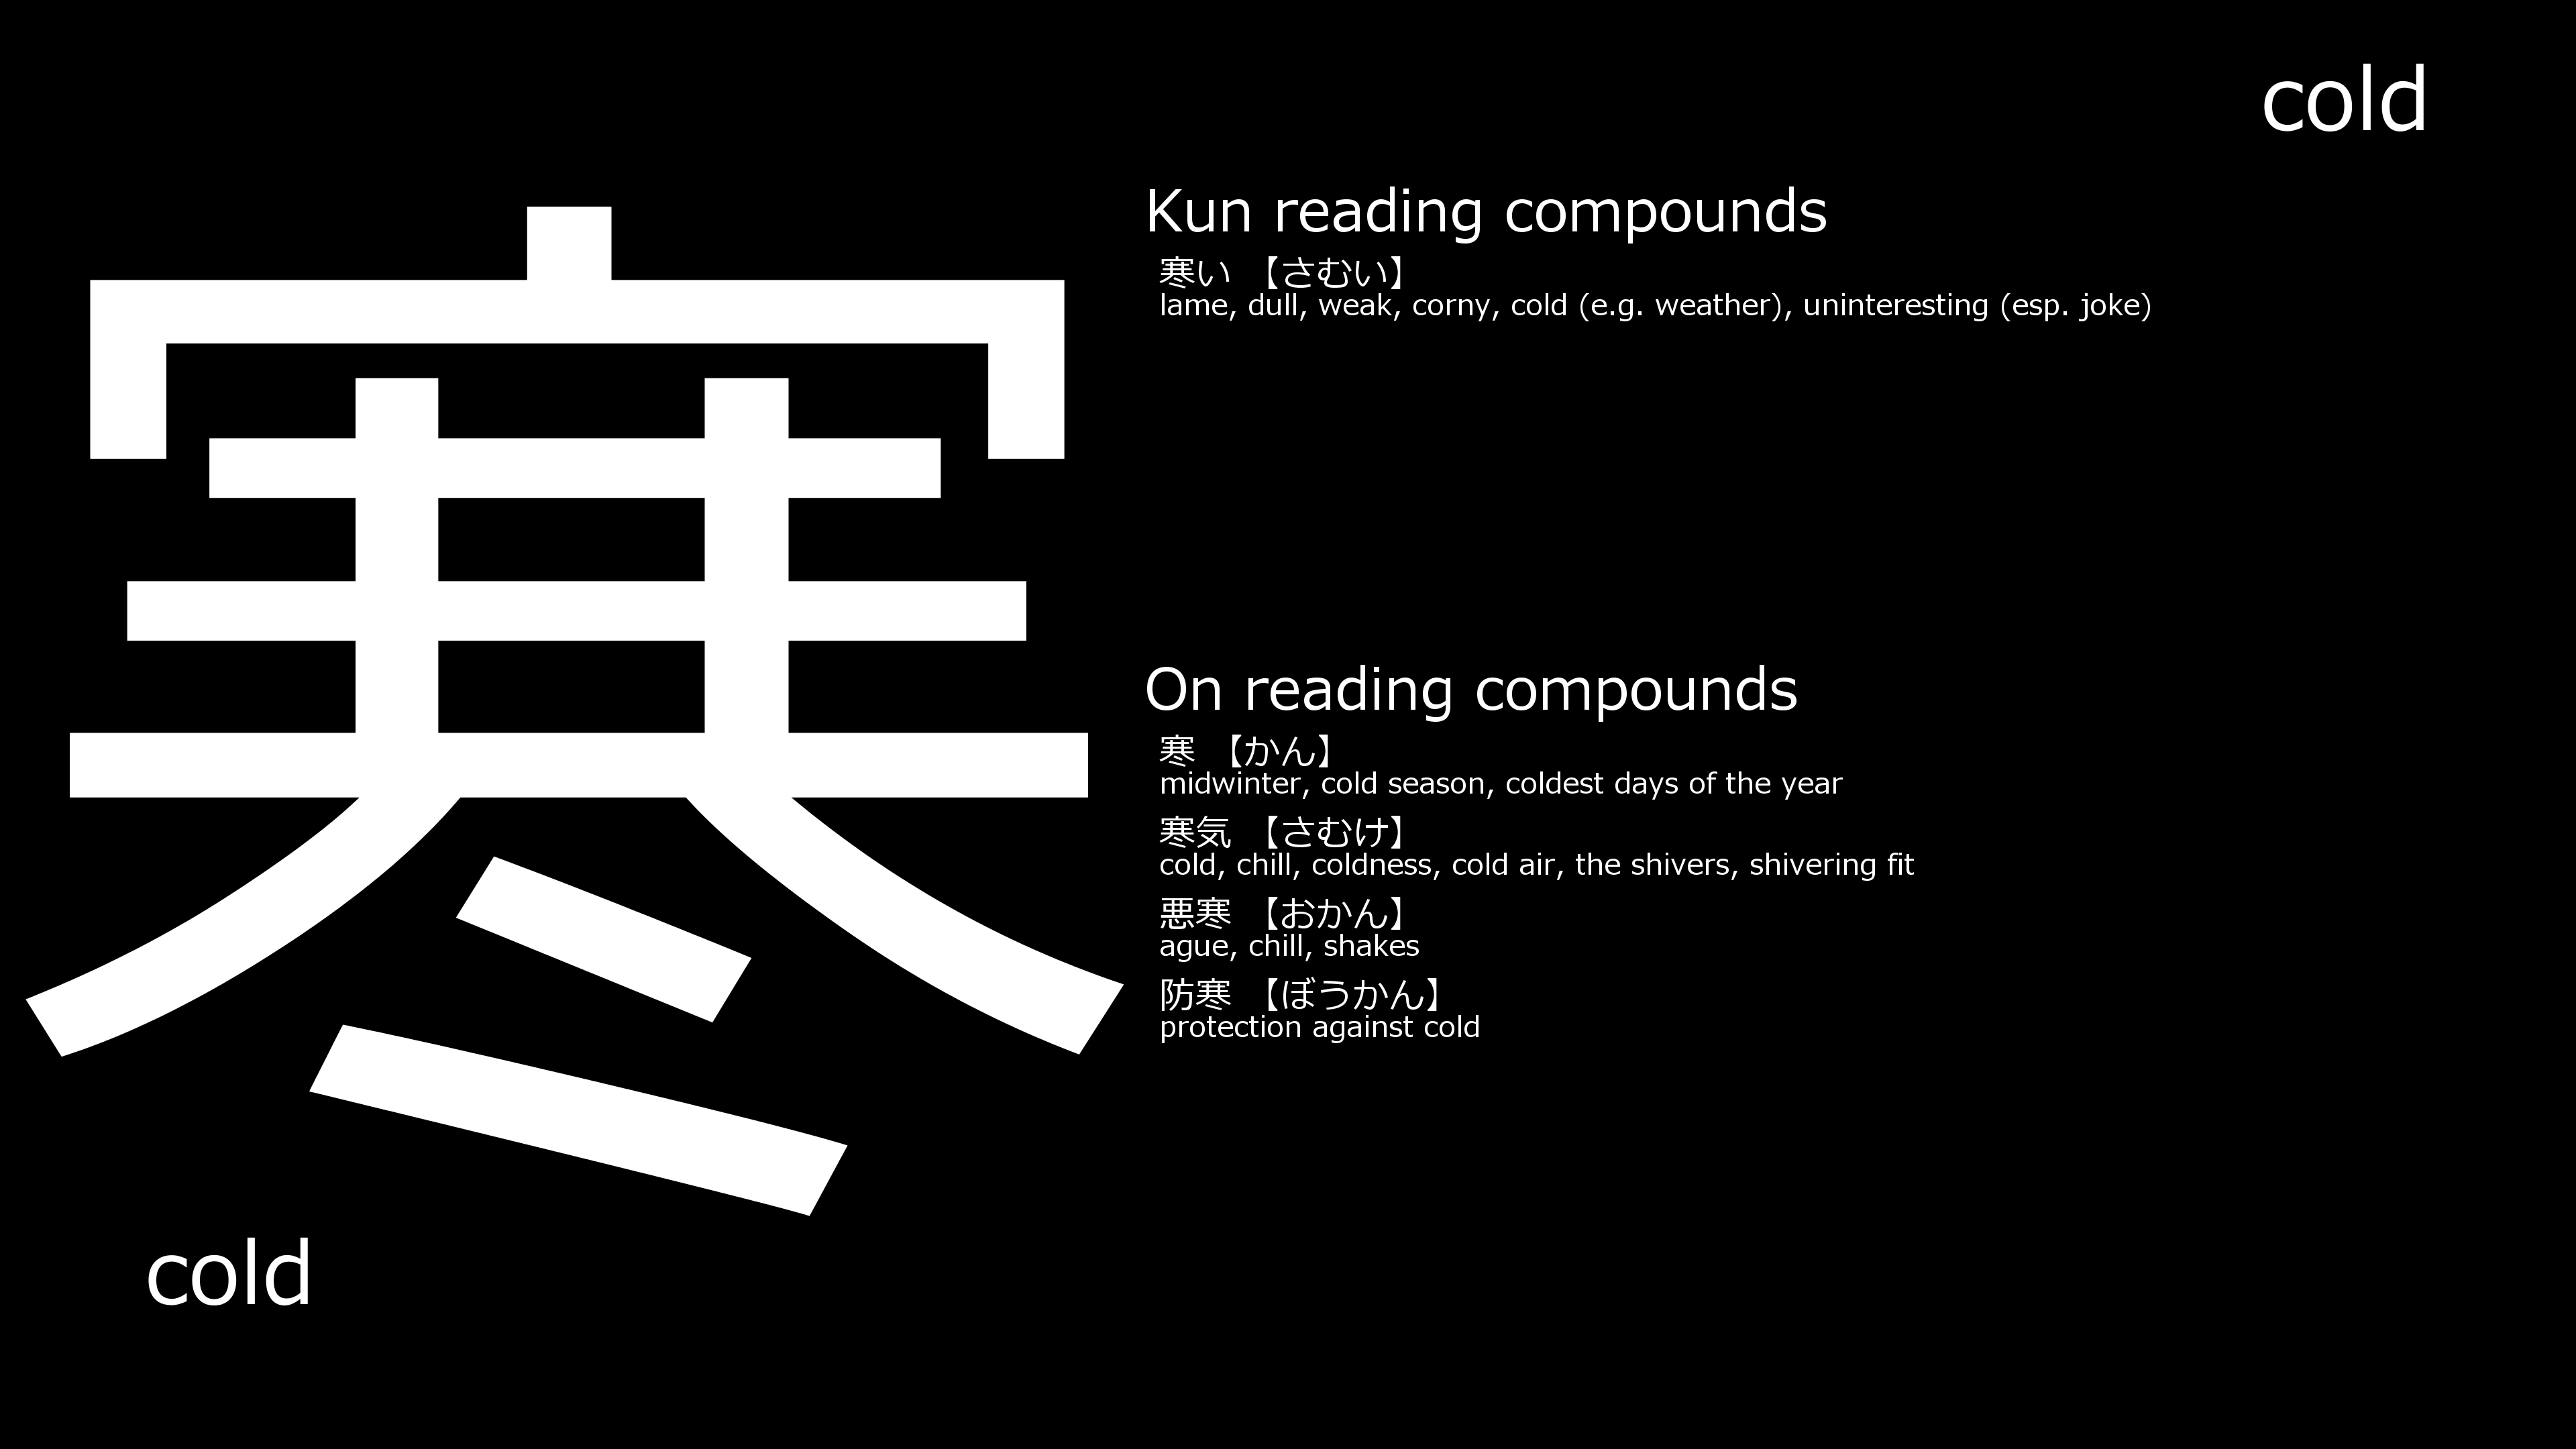 cold
寒
Kun reading compounds
寒い 【さむい】
lame, dull, weak, corny, cold (e.g. weather), uninteresting (esp. joke)
On reading compounds
寒 【かん】
midwinter, cold season, coldest days of the year
寒気 【さむけ】
cold, chill, coldness, cold air, the shivers, shivering fit
悪寒 【おかん】
ague, chill, shakes
防寒 【ぼうかん】
protection against cold
cold